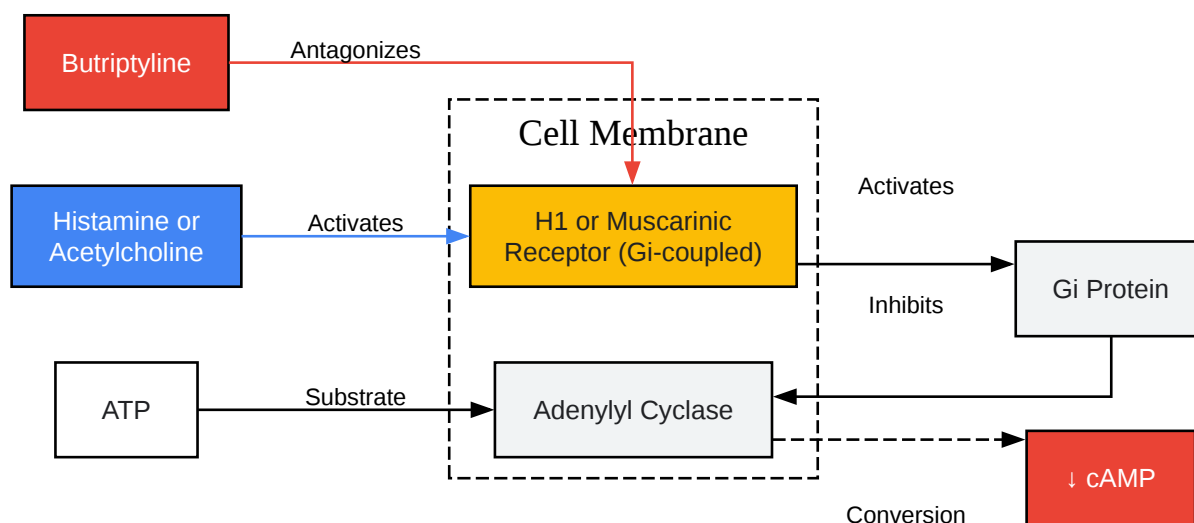 Butriptyline
Antagonizes
Cell Membrane
Histamine or
Acetylcholine
Activates
H1 or Muscarinic
Receptor (Gi-coupled)
Activates
Gi Protein
Inhibits
ATP
Substrate
Adenylyl Cyclase
↓ cAMP
Conversion